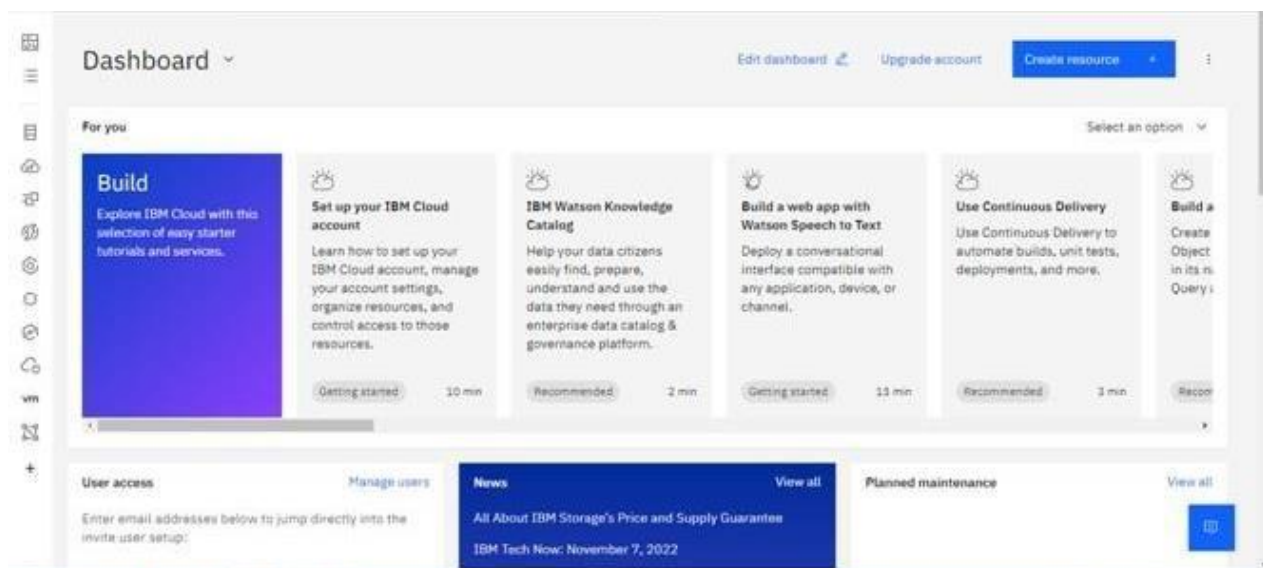 Dashboard
Edit dashboard
Upgrade account
Create resource +
For you
Select an option
Build
Explore IBM Cloud with this
selection of easy starter
tutorials and services.
Set up your IBM Cloud
account
Learn how to set up your
IBM Cloud account, manage
your account settings,
organize resources, and
control access to those
resources.
Getting started 10 min
IBM Watson Knowledge
Catalog
Help your data citizens
easily find, prepare,
understand and use the
data they need through an
enterprise data catalog &
governance platform.
Recommended 2 min
Build a web app with
Watson Speech to Text
Deploy a conversational
interface compatible with
any application, device, or
channel.
Getting started 13 min
Use Continuous Delivery
Use Continuous Delivery to
automate builds, unit tests,
deployments, and more.
Recommended 3 min
Build a
Create
Object
in its n
Query
Recom
vm
+
User access
Manage users
Enter email addresses below to jump directly into the
invite user setup:
News
View all
All About IBM Storage's Price and Supply Guarantee
IBM Tech Now: November 7, 2022
Planned maintenance
View all